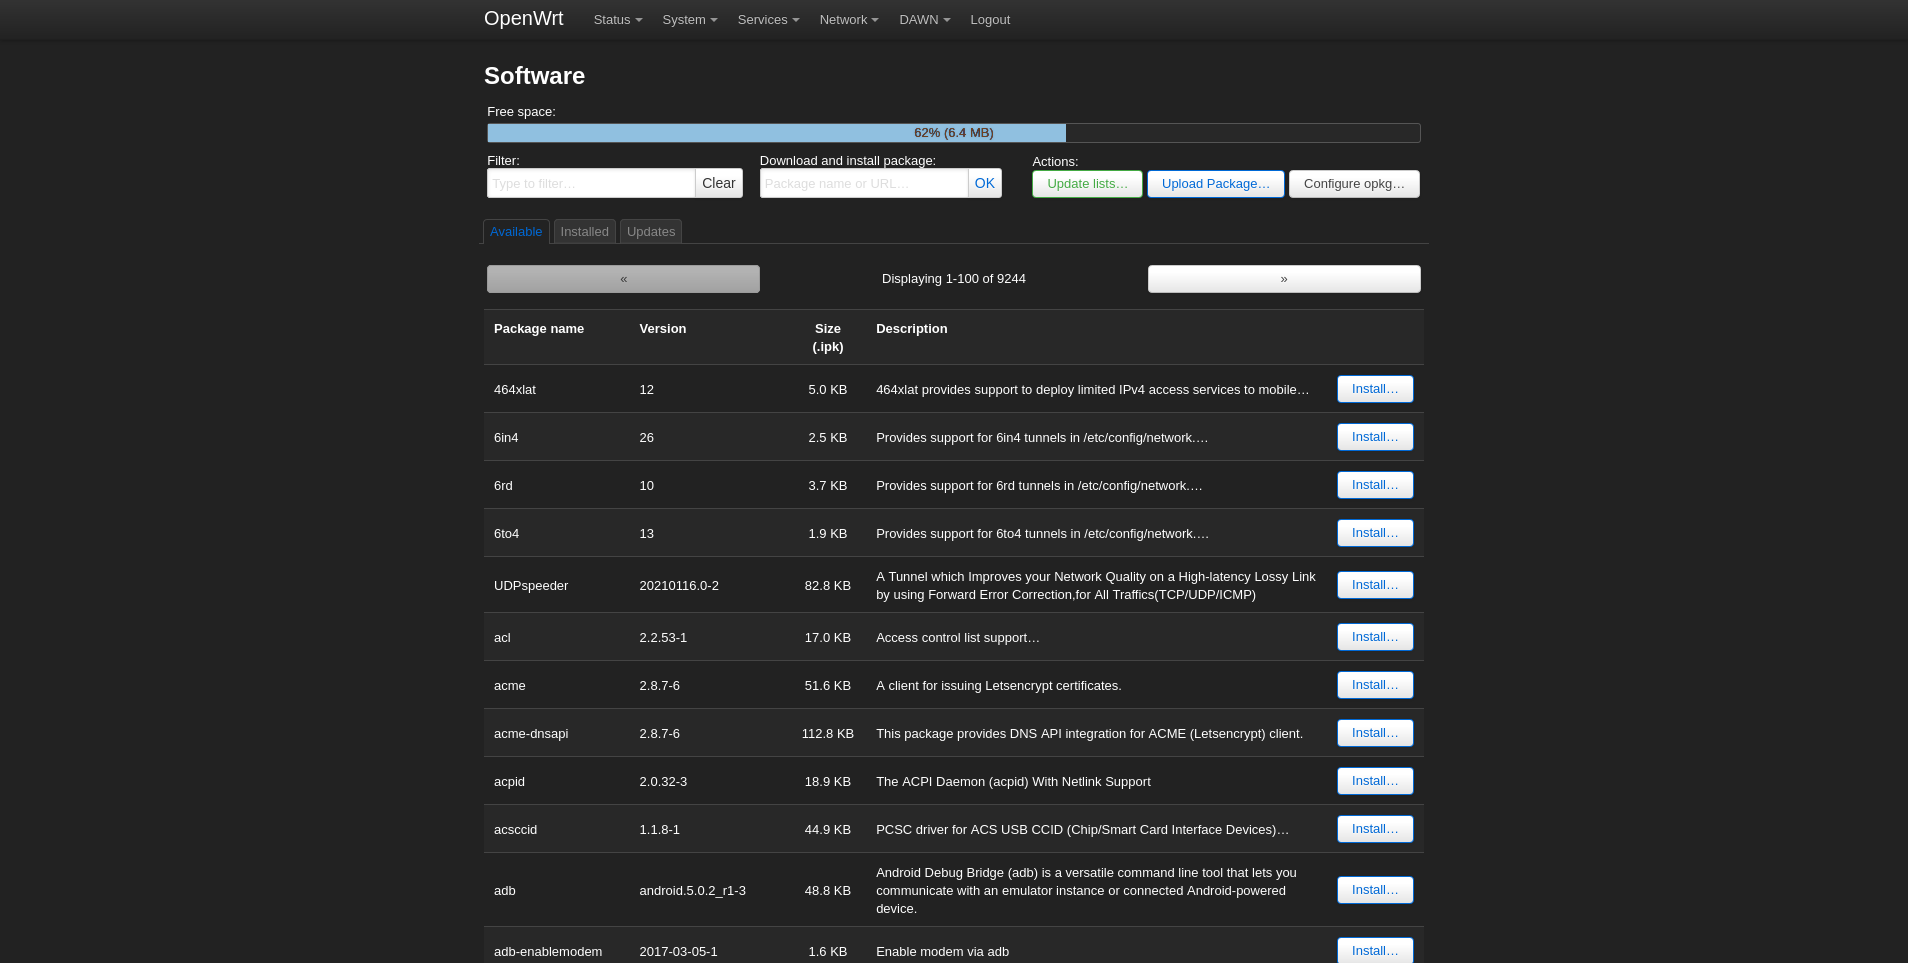 OpenWrt Status System Services Network DAWN Logout
Software
Free space:
62% (6.4 MB)
Filter: Download and install package: Actions:
Type to filter… Clear Package name or URL… OK Update lists… Upload Package… Configure opkg…
Available Installed Updates
« Displaying 1-100 of 9244 »
Package name Version Size Description
(.ipk)
464xlat 12 5.0 KB 464xlat provides support to deploy limited IPv4 access services to mobile… Install…
6in4 26 2.5 KB Provides support for 6in4 tunnels in /etc/config/network.… Install…
6rd 10 3.7 KB Provides support for 6rd tunnels in /etc/config/network.… Install…
6to4 13 1.9 KB Provides support for 6to4 tunnels in /etc/config/network.… Install…
UDPspeeder 20210116.0-2 82.8 KB A Tunnel which Improves your Network Quality on a High-latency Lossy Link Install…
by using Forward Error Correction,for All Traffics(TCP/UDP/ICMP)
acl 2.2.53-1 17.0 KB Access control list support… Install…
acme 2.8.7-6 51.6 KB A client for issuing Letsencrypt certificates. Install…
acme-dnsapi 2.8.7-6 112.8 KB This package provides DNS API integration for ACME (Letsencrypt) client. Install…
acpid 2.0.32-3 18.9 KB The ACPI Daemon (acpid) With Netlink Support Install…
acsccid 1.1.8-1 44.9 KB PCSC driver for ACS USB CCID (Chip/Smart Card Interface Devices)… Install…
Android Debug Bridge (adb) is a versatile command line tool that lets you
adb android.5.0.2_r1-3 48.8 KB communicate with an emulator instance or connected Android-powered Install…
device.
adb-enablemodem 2017-03-05-1 1.6 KB Enable modem via adb Install…